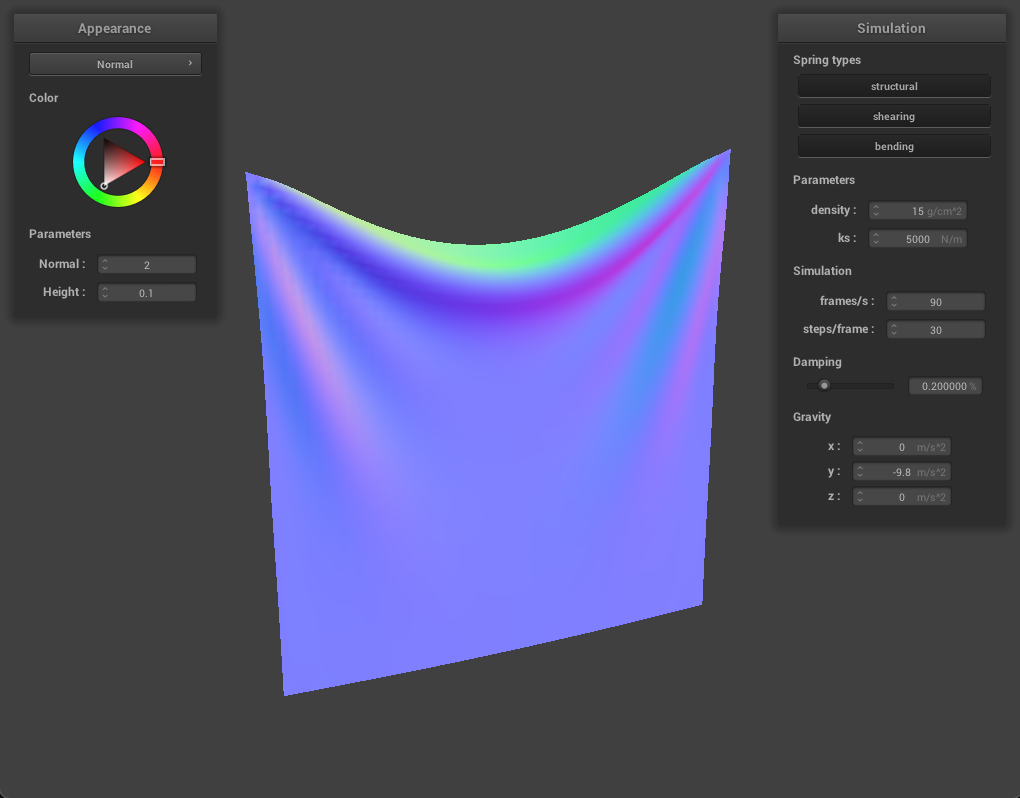 Appearance
Normal ›
Color
Parameters
Normal : 2
Height : 0.1
Simulation
Spring types
structural
shearing
bending
Parameters
density : 15 g/cm^2
ks : 5000 N/m
Simulation
frames/s : 90
steps/frame : 30
Damping
0.200000 %
Gravity
x : 0 m/s^2
y : -9.8 m/s^2
z : 0 m/s^2